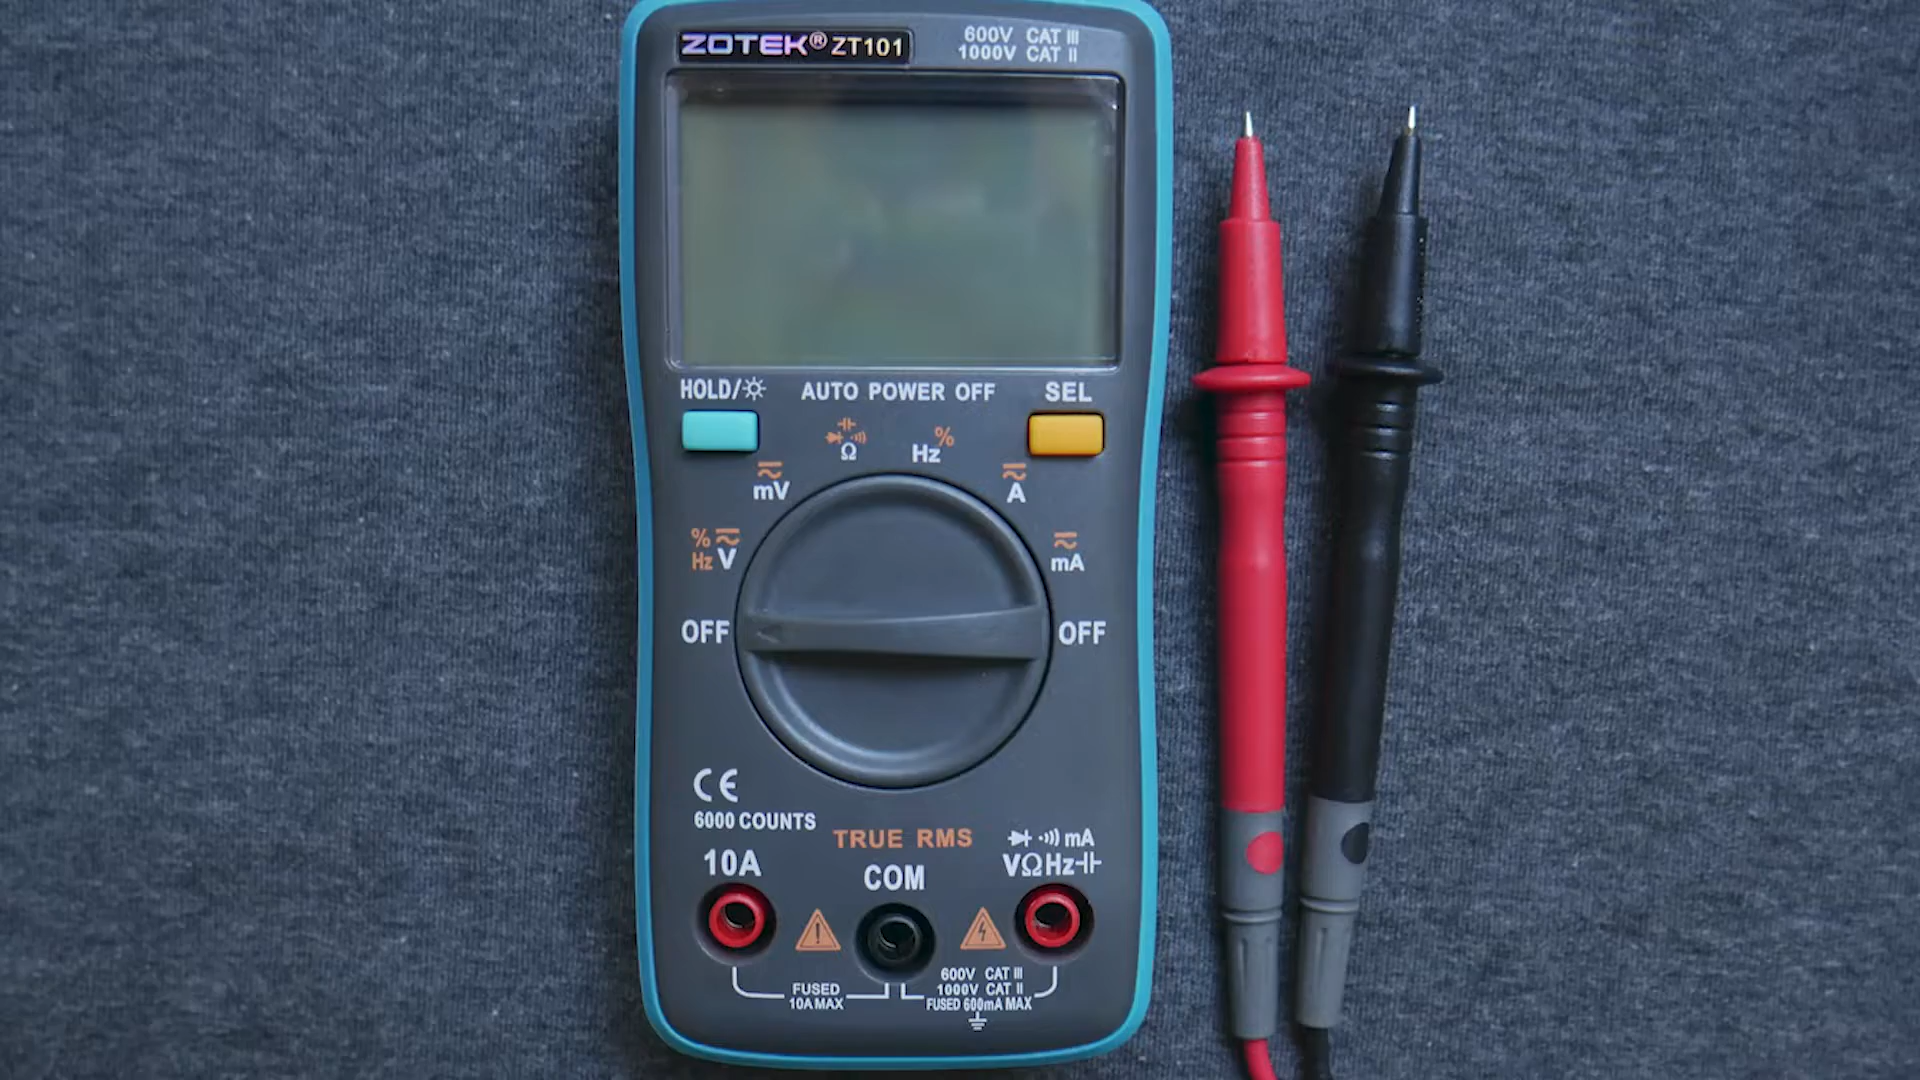 ZOTEK® ZT101
600V CAT III
1000V CAT II
HOLD/
AUTO POWER OFF
SEL
%
Ω
Hz
mV
A
% V
Hz
mA
OFF
OFF
CE
6000 COUNTS
TRUE RMS
mA
10A
COM
VΩHz
FUSED
10A MAX
600V CAT III
1000V CAT II
FUSED 600mA MAX